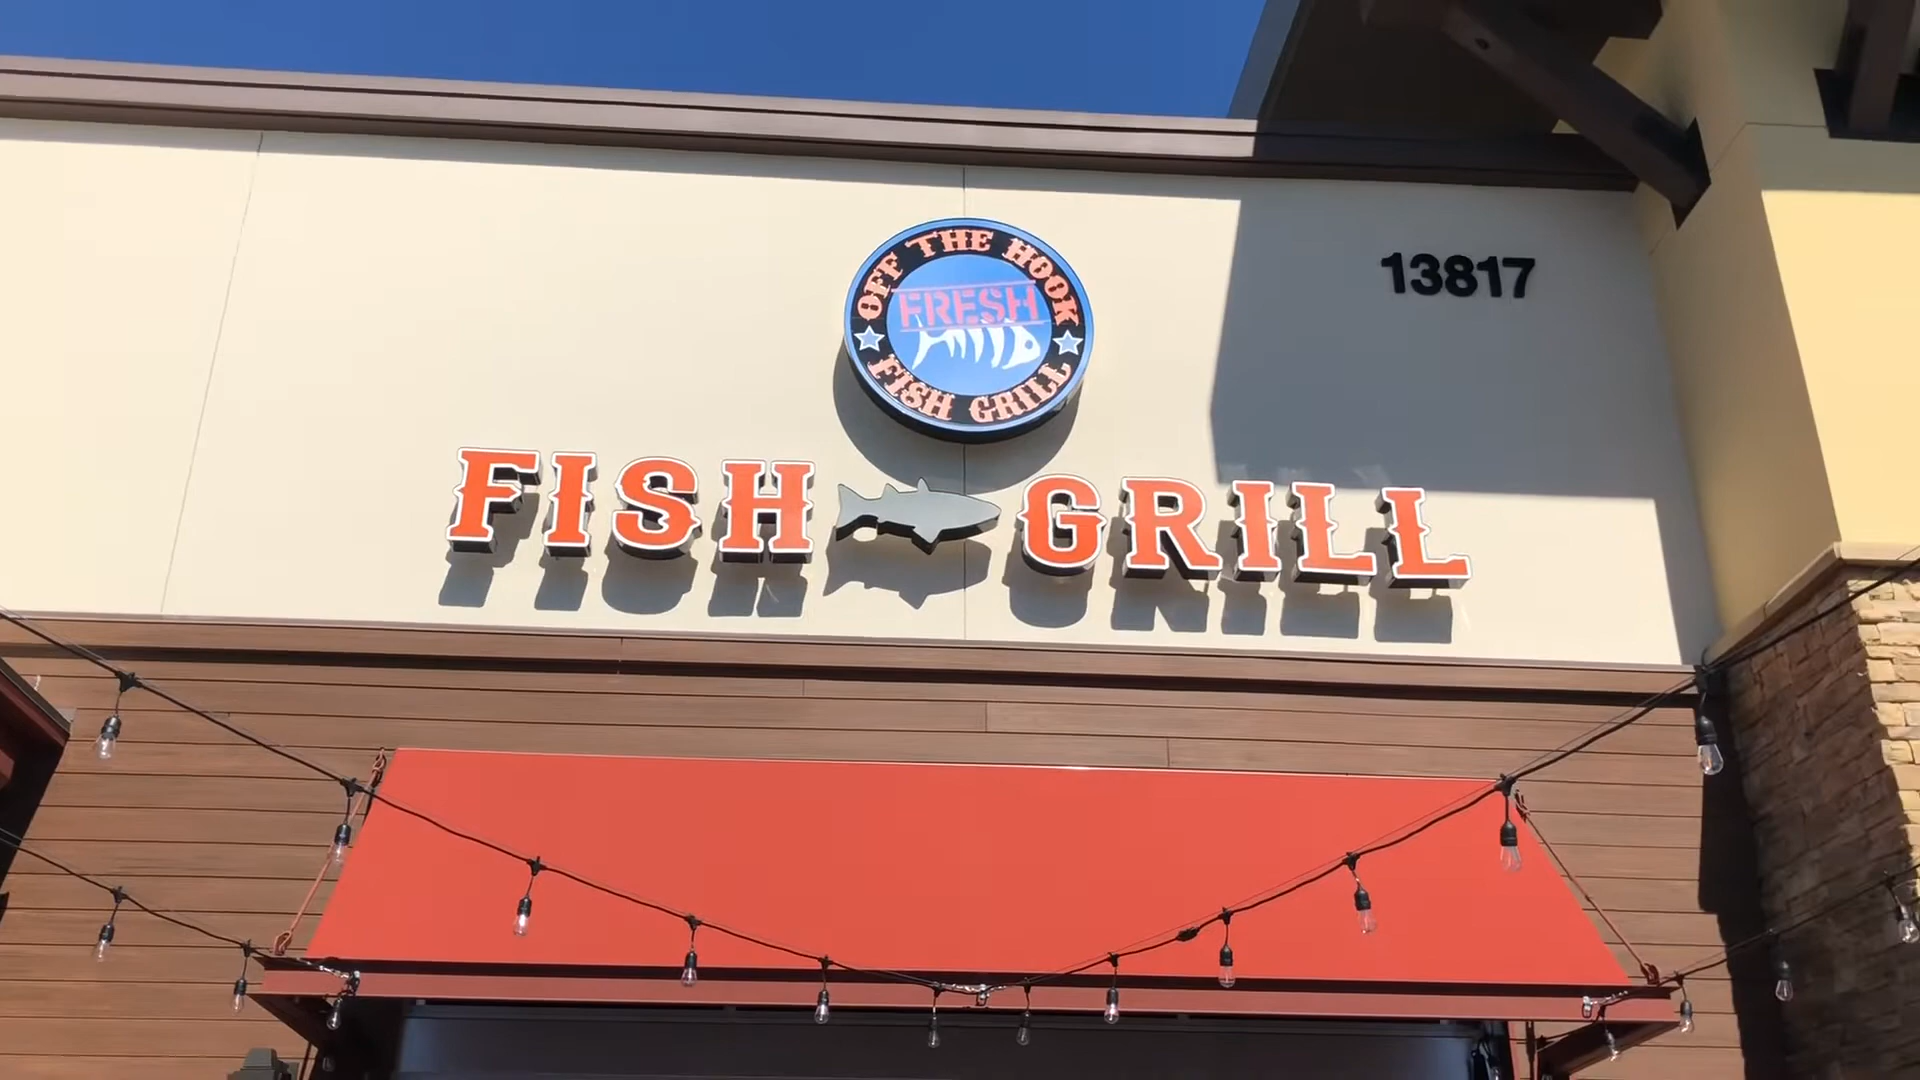 OFF THE HOOK
FRESH
FISH GRILL
13817
FISH GRILL